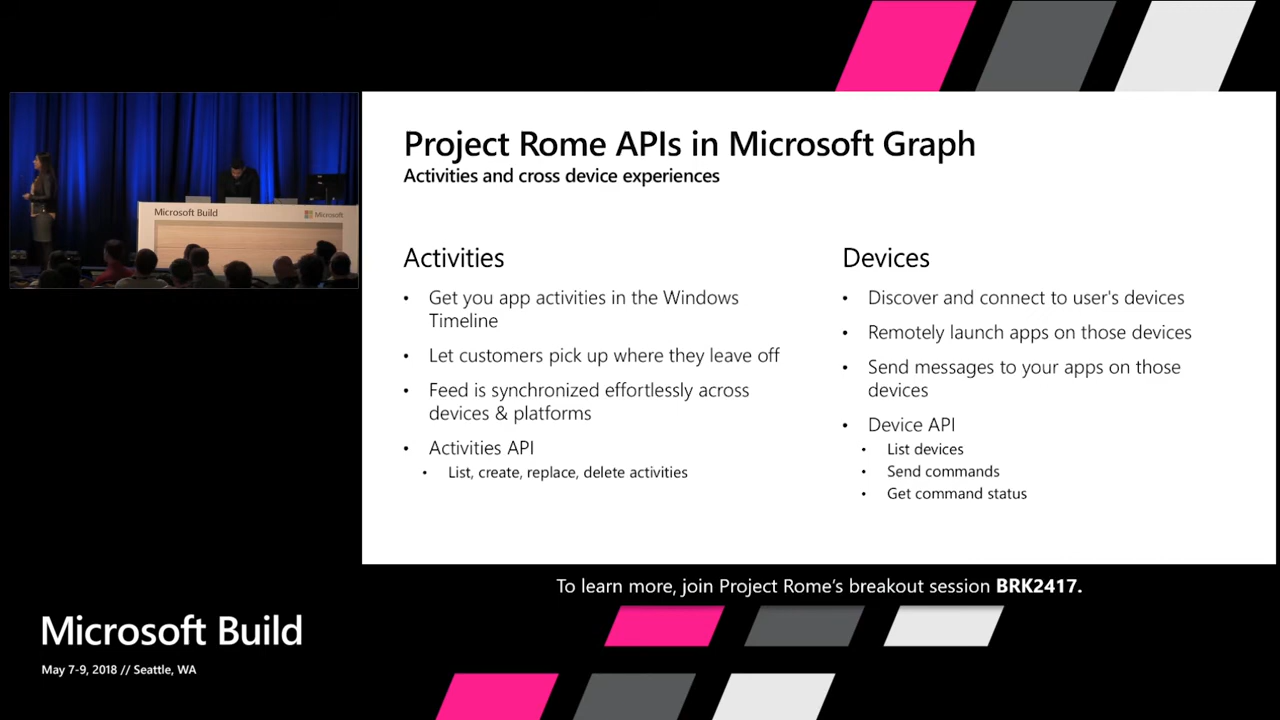 Project Rome APIs in Microsoft Graph
Activities and cross device experiences
Microsoft Build
Microsoft
Activities
• Get you app activities in the Windows
Timeline
• Let customers pick up where they leave off
• Feed is synchronized effortlessly across
devices & platforms
• Activities API
• List, create, replace, delete activities
Devices
• Discover and connect to user's devices
• Remotely launch apps on those devices
• Send messages to your apps on those
devices
• Device API
• List devices
• Send commands
• Get command status
To learn more, join Project Rome’s breakout session BRK2417.
Microsoft Build
May 7-9, 2018 // Seattle, WA